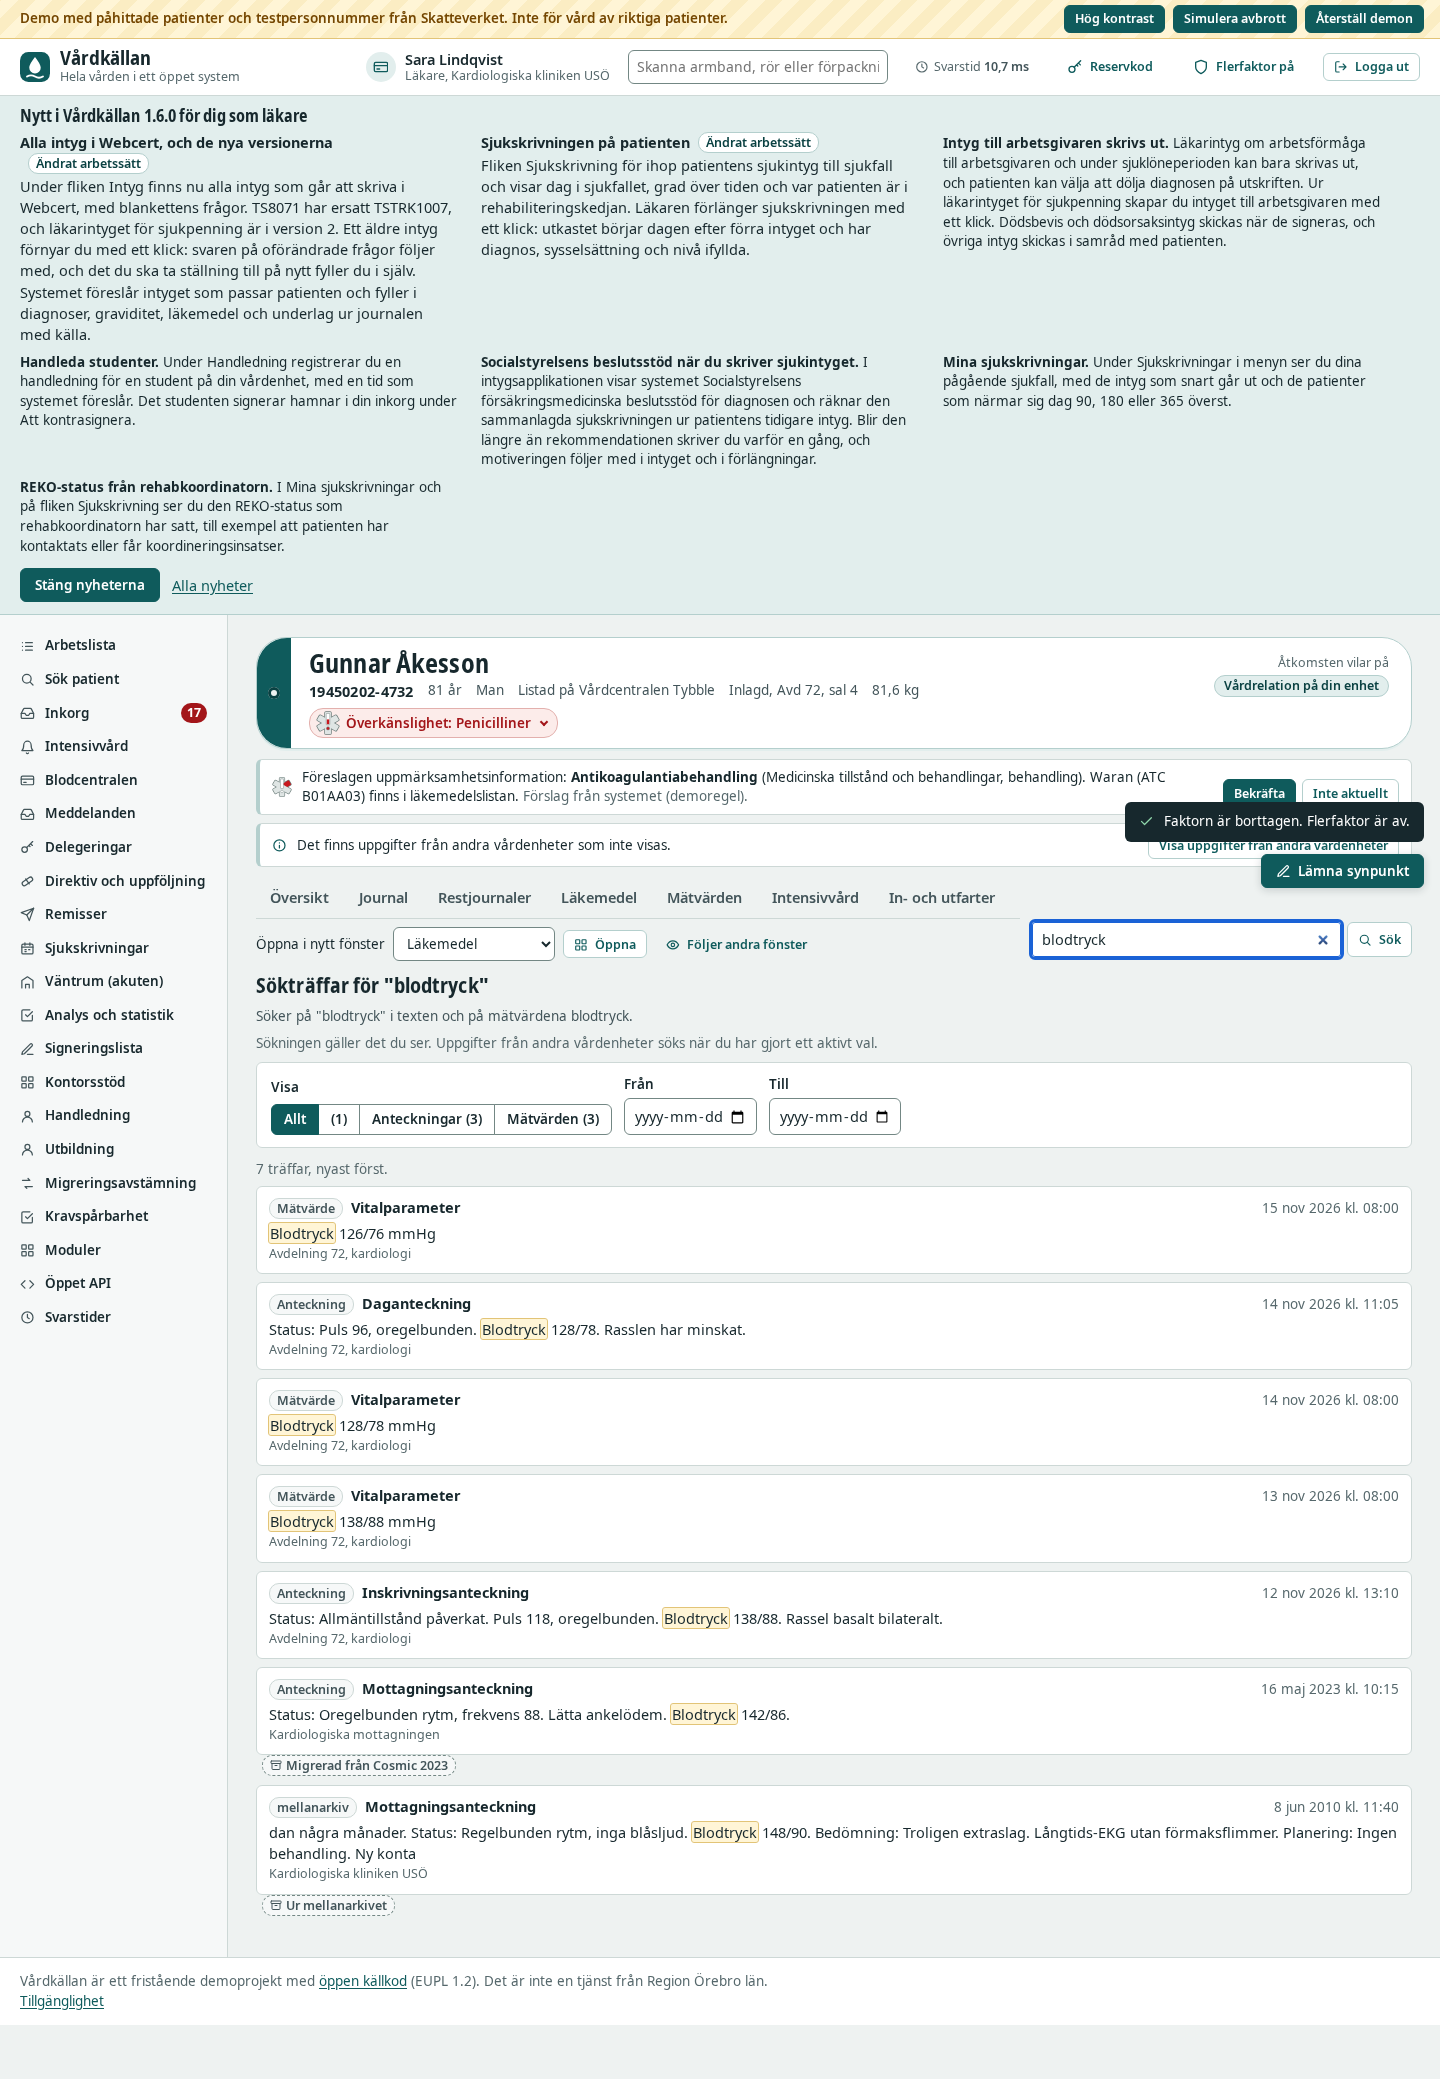 Demo med påhittade patienter och testpersonnummer från Skatteverket. Inte för vård av riktiga patienter.
Hög kontrast
Simulera avbrott
Återställ demon
Vårdkällan
Hela vården i ett öppet system
Sara Lindqvist
Läkare, Kardiologiska kliniken USÖ
Skanna armband, rör eller förpackni
Svarstid 10,7 ms
Reservkod
Flerfaktor på
Logga ut
Nytt i Vårdkällan 1.6.0 för dig som läkare
Alla intyg i Webcert, och de nya versionerna
Ändrat arbetssätt
Under fliken Intyg finns nu alla intyg som går att skriva i
Webcert, med blankettens frågor. TS8071 har ersatt TSTRK1007,
och läkarintyget för sjukpenning är i version 2. Ett äldre intyg
förnyar du med ett klick: svaren på oförändrade frågor följer
med, och det du ska ta ställning till på nytt fyller du i själv.
Systemet föreslår intyget som passar patienten och fyller i
diagnoser, graviditet, läkemedel och underlag ur journalen
med källa.
Sjukskrivningen på patienten
Ändrat arbetssätt
Fliken Sjukskrivning för ihop patientens sjukintyg till sjukfall
och visar dag i sjukfallet, grad över tiden och var patienten är i
rehabiliteringskedjan. Läkaren förlänger sjukskrivningen med
ett klick: utkastet börjar dagen efter förra intyget och har
diagnos, sysselsättning och nivå ifyllda.
Intyg till arbetsgivaren skrivs ut. Läkarintyg om arbetsförmåga
till arbetsgivaren och under sjuklöneperioden kan bara skrivas ut,
och patienten kan välja att dölja diagnosen på utskriften. Ur
läkarintyget för sjukpenning skapar du intyget till arbetsgivaren med
ett klick. Dödsbevis och dödsorsaksintyg skickas när de signeras, och
övriga intyg skickas i samråd med patienten.
Handleda studenter. Under Handledning registrerar du en
handledning för en student på din vårdenhet, med en tid som
systemet föreslår. Det studenten signerar hamnar i din inkorg under
Att kontrasignera.
Socialstyrelsens beslutsstöd när du skriver sjukintyget. I
intygsapplikationen visar systemet Socialstyrelsens
försäkringsmedicinska beslutsstöd för diagnosen och räknar den
sammanlagda sjukskrivningen ur patientens tidigare intyg. Blir den
längre än rekommendationen skriver du varför en gång, och
motiveringen följer med i intyget och i förlängningar.
Mina sjukskrivningar. Under Sjukskrivningar i menyn ser du dina
pågående sjukfall, med de intyg som snart går ut och de patienter
som närmar sig dag 90, 180 eller 365 överst.
REKO-status från rehabkoordinatorn. I Mina sjukskrivningar och
på fliken Sjukskrivning ser du den REKO-status som
rehabkoordinatorn har satt, till exempel att patienten har
kontaktats eller får koordineringsinsatser.
Stäng nyheterna
Alla nyheter
Arbetslista
Sök patient
Inkorg
17
Intensivvård
Blodcentralen
Meddelanden
Delegeringar
Direktiv och uppföljning
Remisser
Sjukskrivningar
Väntrum (akuten)
Analys och statistik
Signeringslista
Kontorsstöd
Handledning
Utbildning
Migreringsavstämning
Kravspårbarhet
Moduler
Öppet API
Svarstider
Gunnar Åkesson
19450202-4732 81 år Man Listad på Vårdcentralen Tybble Inlagd, Avd 72, sal 4 81,6 kg
Överkänslighet: Penicilliner
Åtkomsten vilar på
Vårdrelation på din enhet
Föreslagen uppmärksamhetsinformation: Antikoagulantiabehandling (Medicinska tillstånd och behandlingar, behandling). Waran (ATC
B01AA03) finns i läkemedelslistan. Förslag från systemet (demoregel).
Bekräfta
Inte aktuellt
Faktorn är borttagen. Flerfaktor är av.
Det finns uppgifter från andra vårdenheter som inte visas.
Visa uppgifter från andra vårdenheter
Lämna synpunkt
Översikt
Journal
Restjournaler
Läkemedel
Mätvärden
Intensivvård
In- och utfarter
Öppna i nytt fönster
Läkemedel
Öppna
Följer andra fönster
blodtryck
Sök
Sökträffar för "blodtryck"
Söker på "blodtryck" i texten och på mätvärdena blodtryck.
Sökningen gäller det du ser. Uppgifter från andra vårdenheter söks när du har gjort ett aktivt val.
Visa
Från
Till
Allt
(1)
Anteckningar (3)
Mätvärden (3)
yyyy-mm-dd
yyyy-mm-dd
7 träffar, nyast först.
Mätvärde Vitalparameter 15 nov 2026 kl. 08:00
Blodtryck 126/76 mmHg
Avdelning 72, kardiologi
Anteckning Daganteckning 14 nov 2026 kl. 11:05
Status: Puls 96, oregelbunden. Blodtryck 128/78. Rasslen har minskat.
Avdelning 72, kardiologi
Mätvärde Vitalparameter 14 nov 2026 kl. 08:00
Blodtryck 128/78 mmHg
Avdelning 72, kardiologi
Mätvärde Vitalparameter 13 nov 2026 kl. 08:00
Blodtryck 138/88 mmHg
Avdelning 72, kardiologi
Anteckning Inskrivningsanteckning 12 nov 2026 kl. 13:10
Status: Allmäntillstånd påverkat. Puls 118, oregelbunden. Blodtryck 138/88. Rassel basalt bilateralt.
Avdelning 72, kardiologi
Anteckning Mottagningsanteckning 16 maj 2023 kl. 10:15
Status: Oregelbunden rytm, frekvens 88. Lätta ankelödem. Blodtryck 142/86.
Kardiologiska mottagningen
Migrerad från Cosmic 2023
mellanarkiv Mottagningsanteckning 8 jun 2010 kl. 11:40
dan några månader. Status: Regelbunden rytm, inga blåsljud. Blodtryck 148/90. Bedömning: Troligen extraslag. Långtids-EKG utan förmaksflimmer. Planering: Ingen
behandling. Ny konta
Kardiologiska kliniken USÖ
Ur mellanarkivet
Vårdkällan är ett fristående demoprojekt med öppen källkod (EUPL 1.2). Det är inte en tjänst från Region Örebro län.
Tillgänglighet